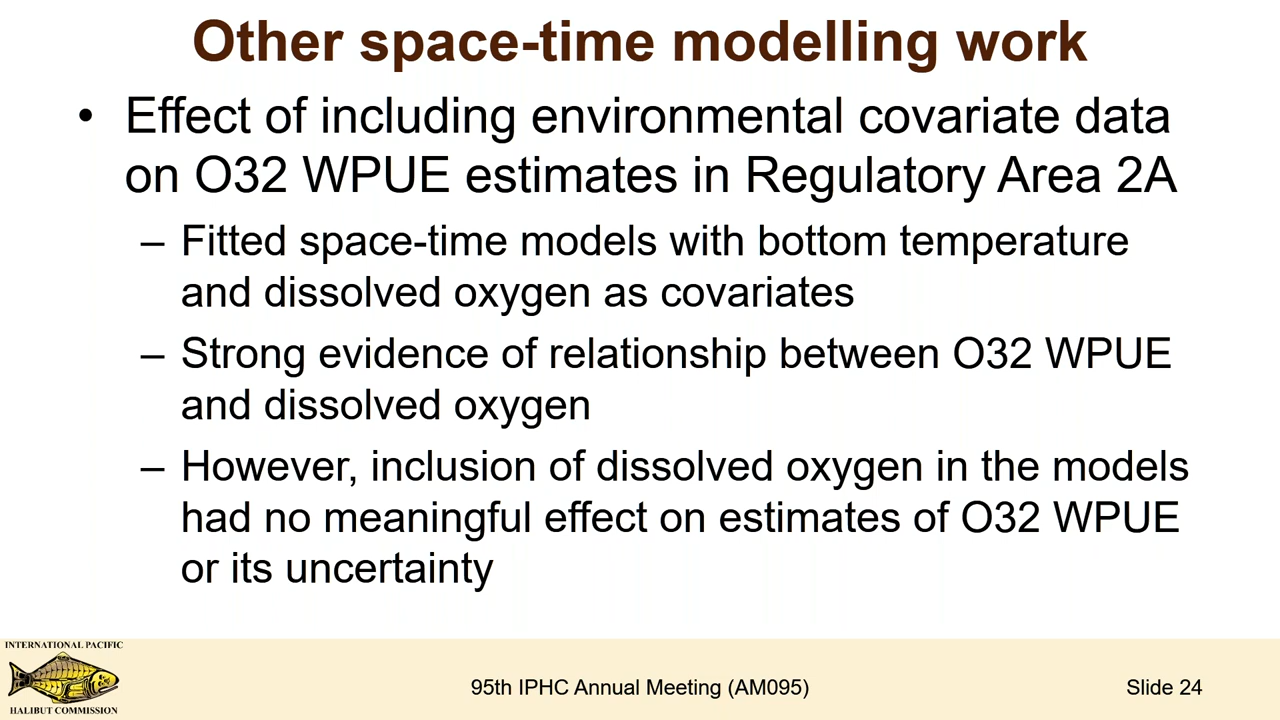 Other space-time modelling work
• Effect of including environmental covariate data
on O32 WPUE estimates in Regulatory Area 2A
– Fitted space-time models with bottom temperature
and dissolved oxygen as covariates
– Strong evidence of relationship between O32 WPUE
and dissolved oxygen
– However, inclusion of dissolved oxygen in the models
had no meaningful effect on estimates of O32 WPUE
or its uncertainty
INTERNATIONAL PACIFIC
HALIBUT COMMISSION
95th IPHC Annual Meeting (AM095)
Slide 24